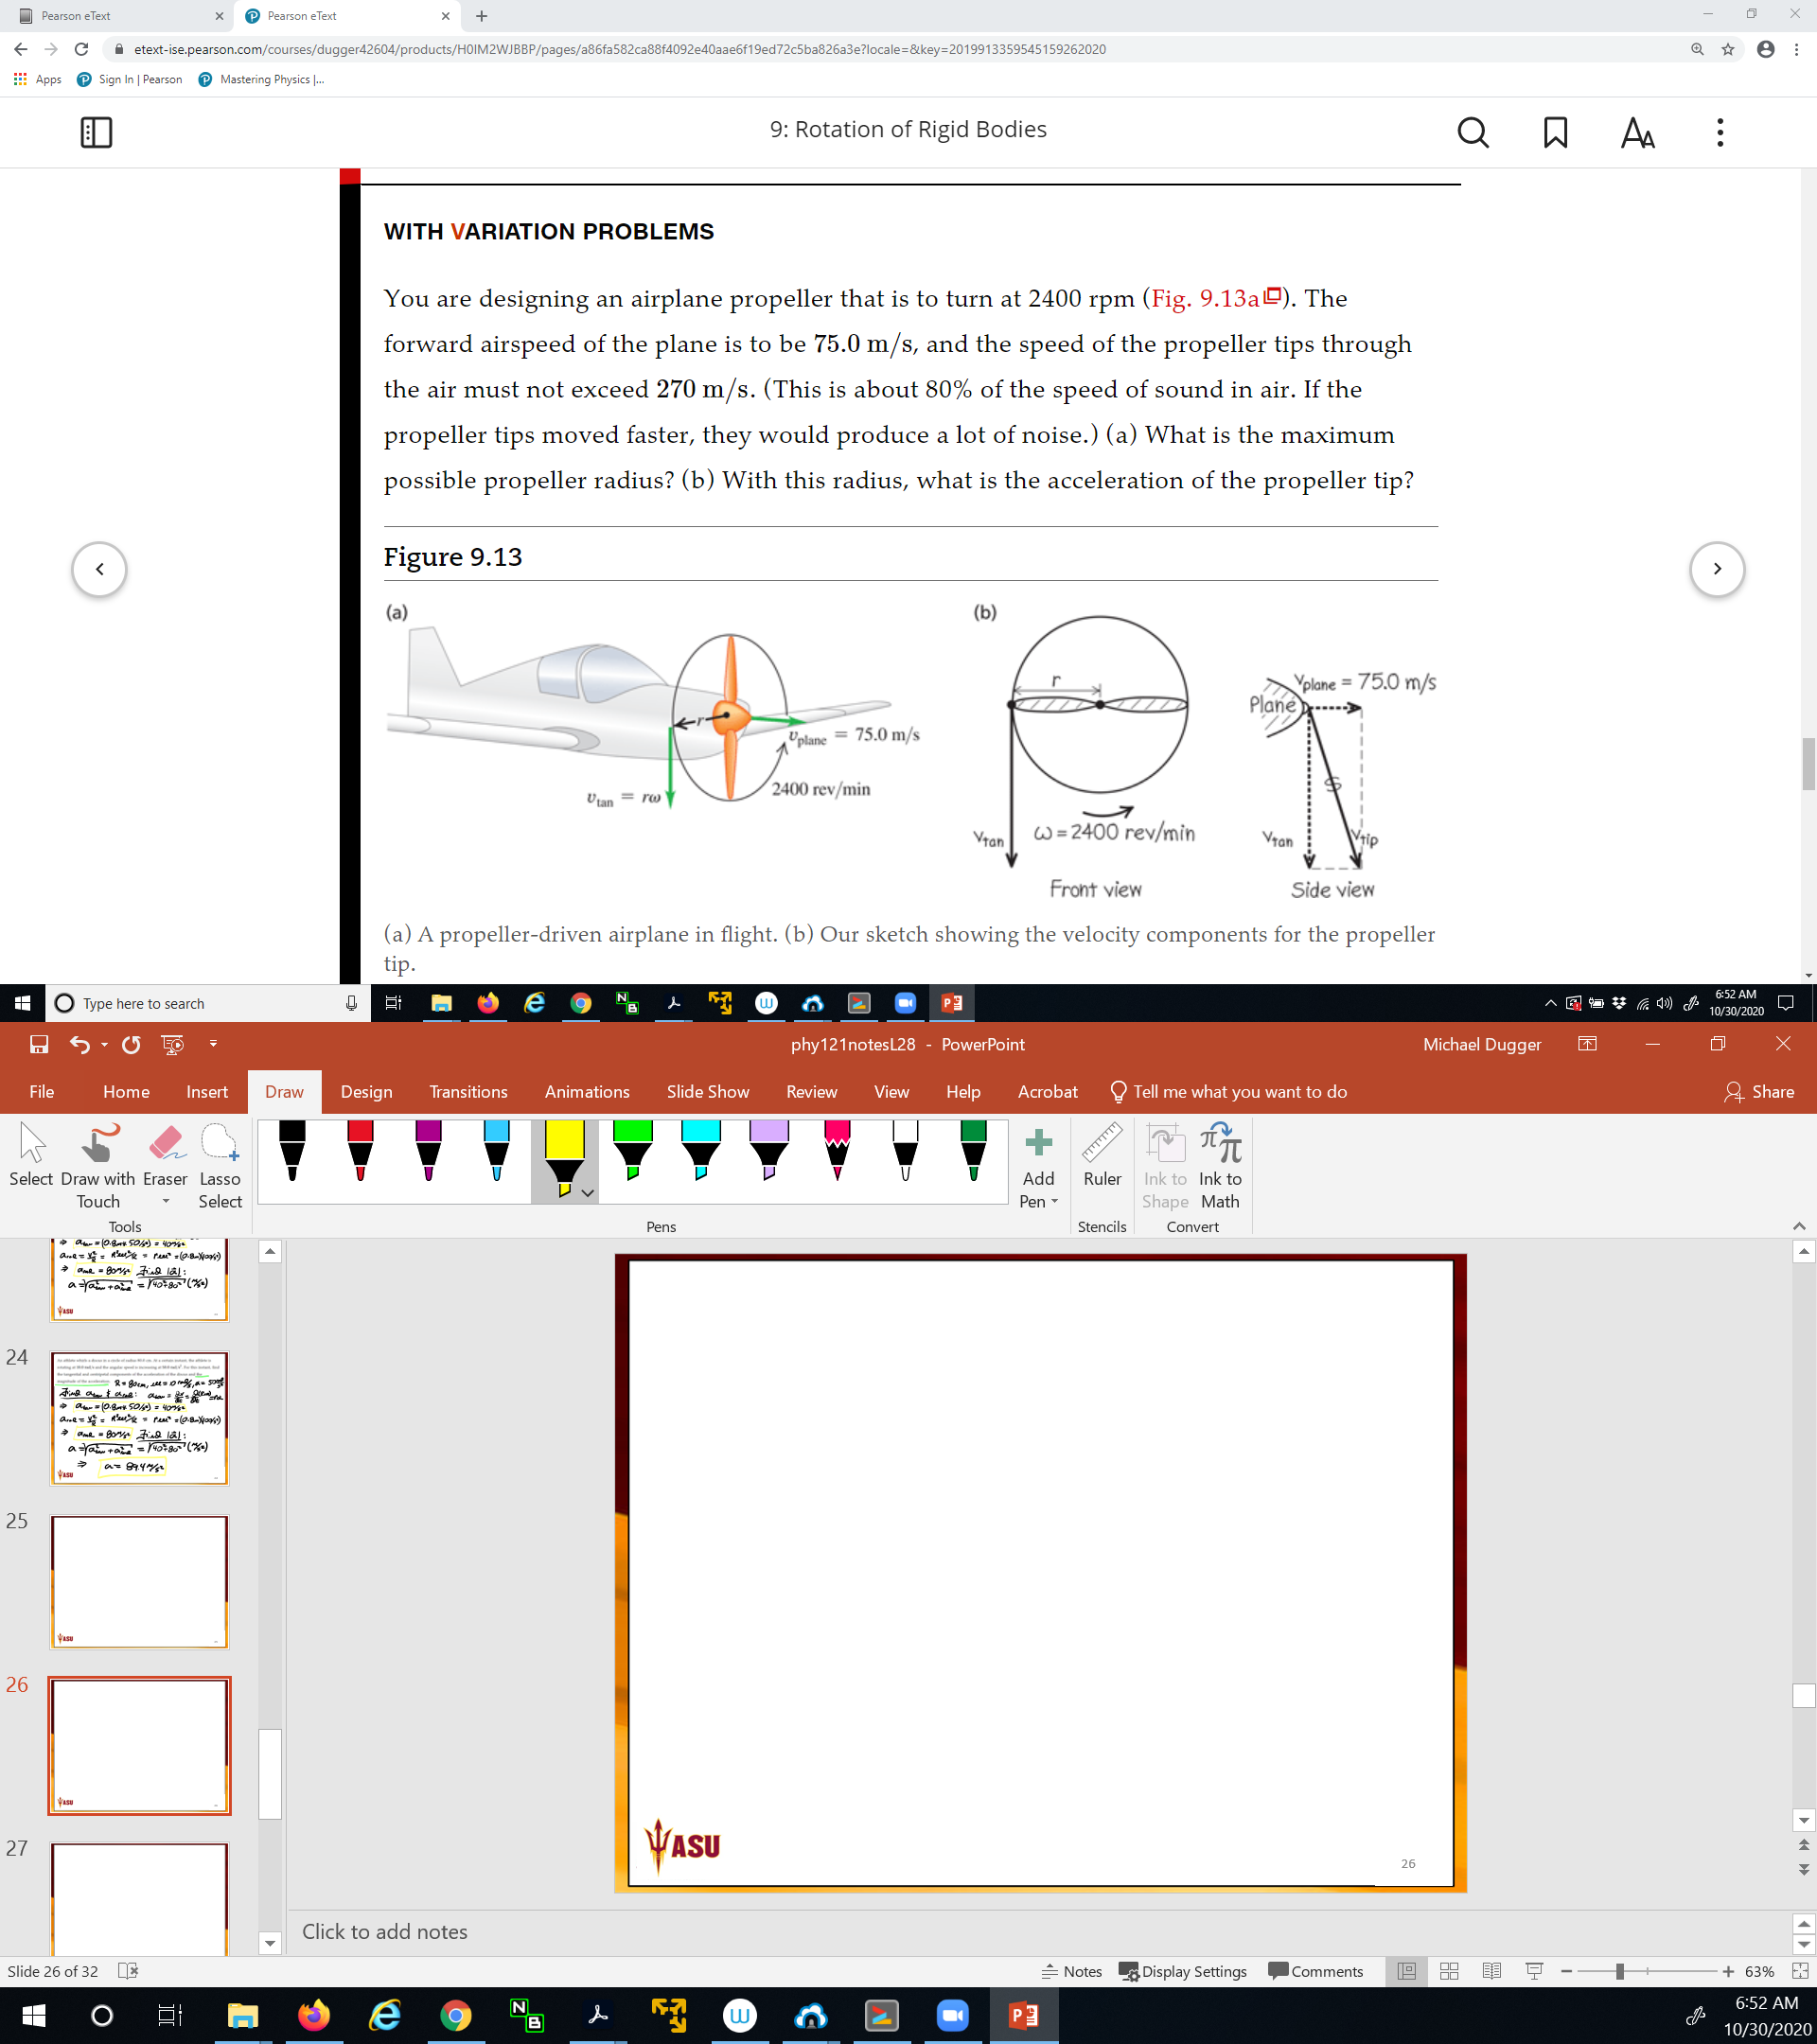 Pearson eText
Pearson eText
etext-ise.pearson.com/courses/dugger42604/products/H0IM2WJBBP/pages/a86fa582ca88f4092e40aae6f19ed72c5ba826a3e?locale=&key=2019913359545159262020
Apps Sign In | Pearson Mastering Physics |...
9: Rotation of Rigid Bodies
WITH VARIATION PROBLEMS
You are designing an airplane propeller that is to turn at 2400 rpm (Fig. 9.13a). The
forward airspeed of the plane is to be 75.0 m/s, and the speed of the propeller tips through
the air must not exceed 270 m/s. (This is about 80% of the speed of sound in air. If the
propeller tips moved faster, they would produce a lot of noise.) (a) What is the maximum
possible propeller radius? (b) With this radius, what is the acceleration of the propeller tip?
Figure 9.13
(a)
r
υplane = 75.0 m/s
2400 rev/min
υtan = rω
(b)
r
vtan
ω = 2400 rev/min
Front view
vplane = 75.0 m/s
Plane
vtan
vtip
Side view
(a) A propeller-driven airplane in flight. (b) Our sketch showing the velocity components for the propeller
tip.
Type here to search
6:52 AM
10/30/2020
phy121notesL28 - PowerPoint
Michael Dugger
File Home Insert Draw Design Transitions Animations Slide Show Review View Help Acrobat Tell me what you want to do Share
Select
Draw with
Touch
Eraser
Lasso
Select
Tools
Pens
Add
Pen
Ruler
Stencils
Ink to
Shape
Ink to
Math
Convert
24
25
26
27
ASU
26
Click to add notes
Slide 26 of 32
Notes Display Settings Comments 63%
6:52 AM
10/30/2020